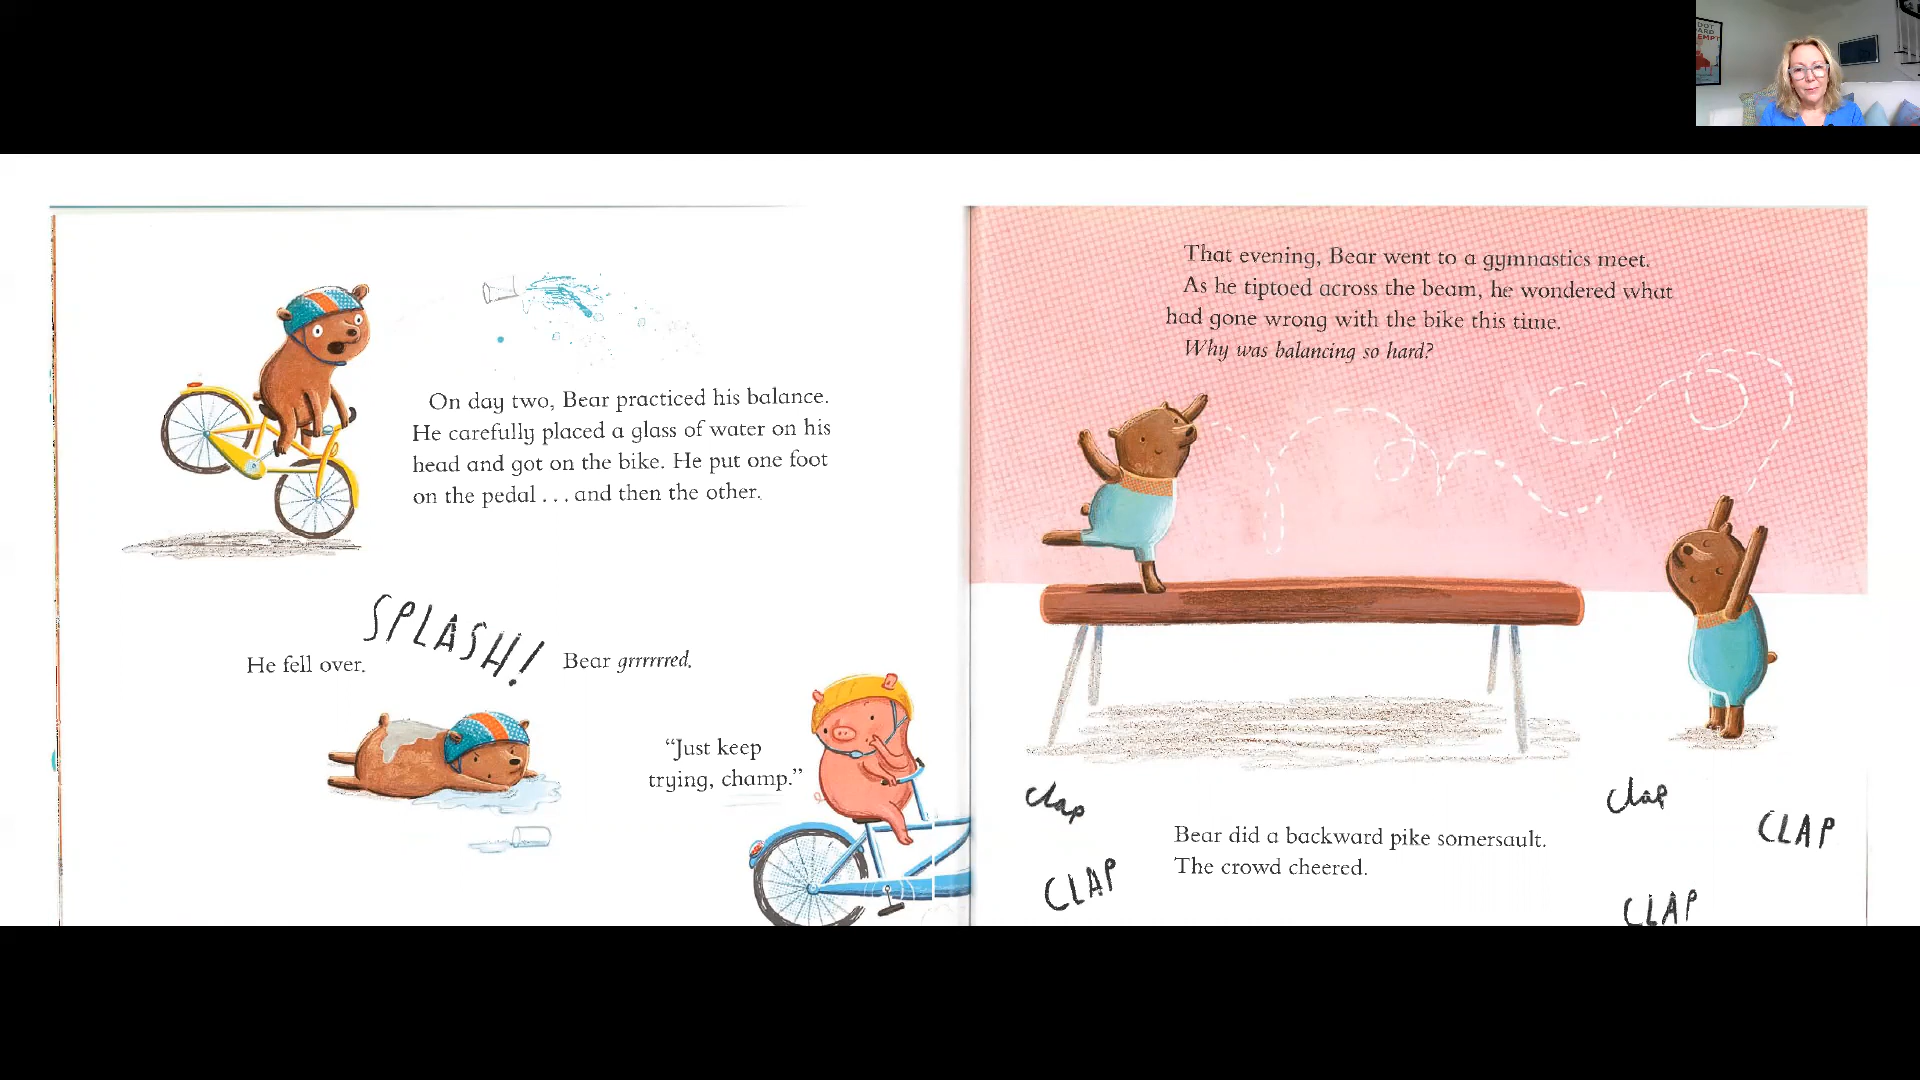 On day two, Bear practiced his balance.
He carefully placed a glass of water on his
head and got on the bike. He put one foot
on the pedal . . . and then the other.
SPLASH!
He fell over.
Bear grrrrrred.
“Just keep
trying, champ.”
That evening, Bear went to a gymnastics meet.
As he tiptoed across the beam, he wondered what
had gone wrong with the bike this time.
Why was balancing so hard?
clap
CLAP
Bear did a backward pike somersault.
The crowd cheered.
clap
CLAP
CLAP